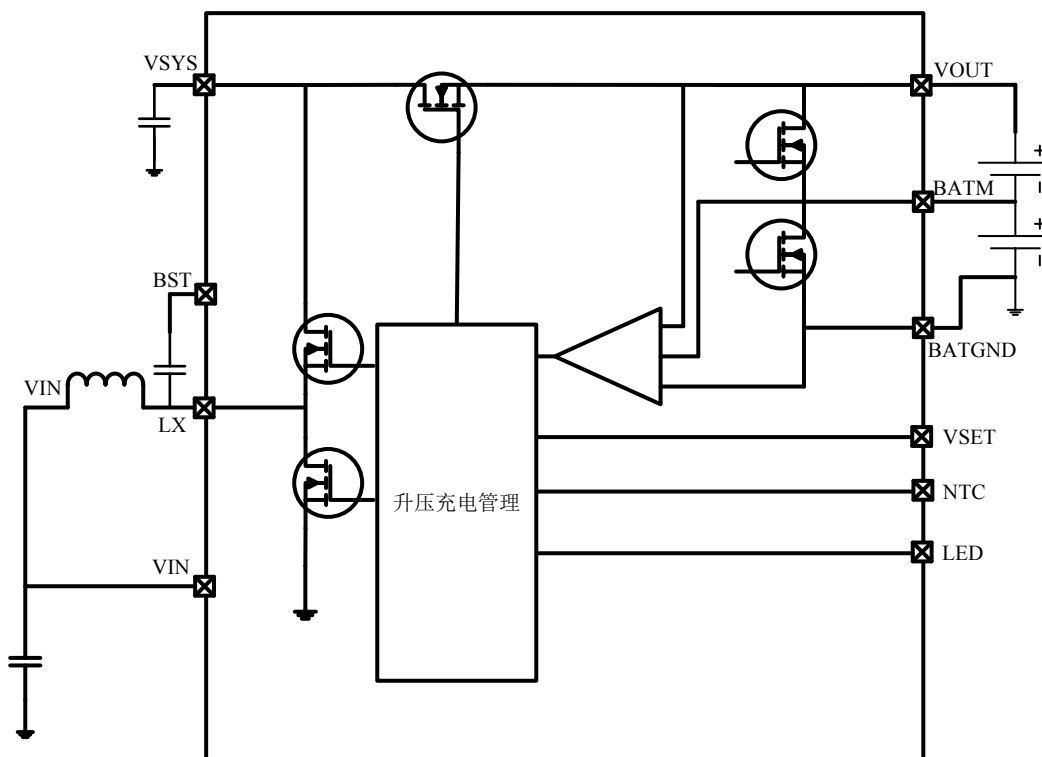 VSYS
VOUT
+
-
BATM
+
-
BST
BATGND
VIN
LX
VSET
NTC
升压充电管理
LED
VIN